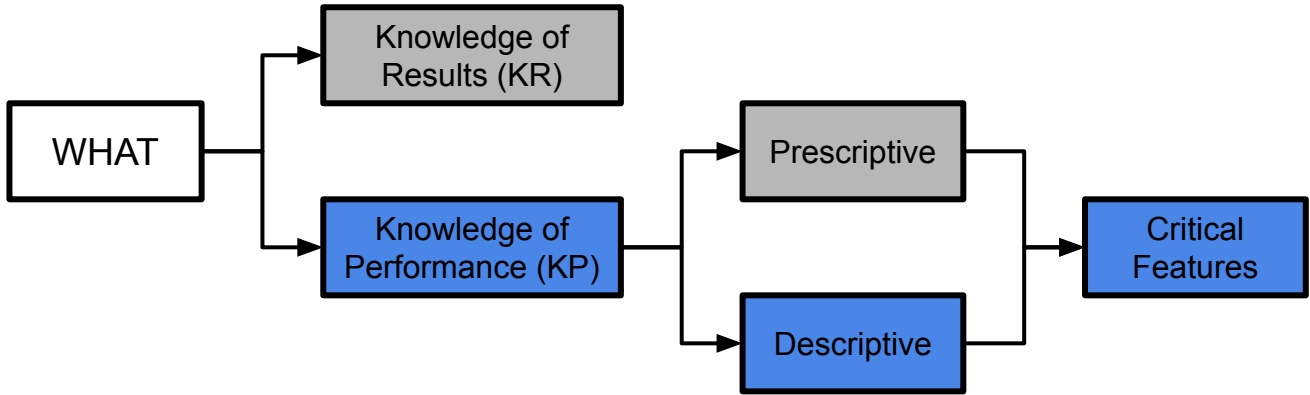 WHAT
Knowledge of
Results (KR)
Knowledge of
Performance (KP)
Prescriptive
Descriptive
Critical
Features